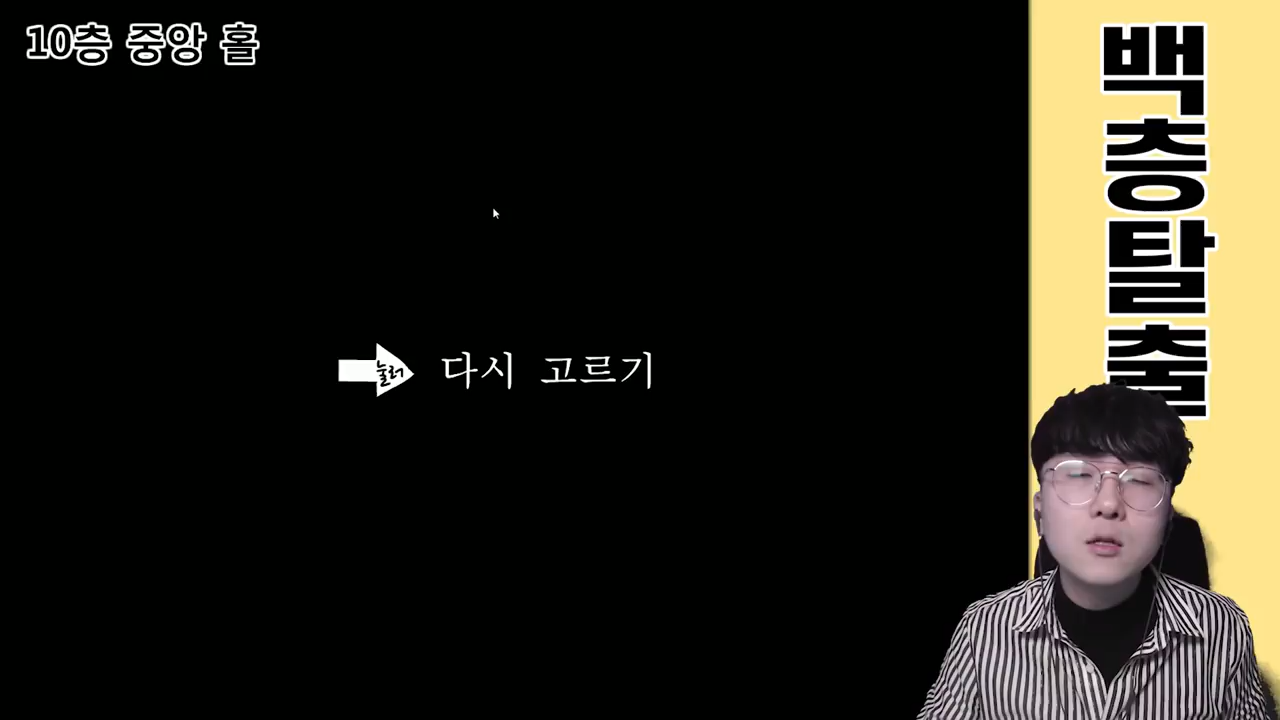 10층 중앙 홀
눌러
다시 고르기
백층탈출